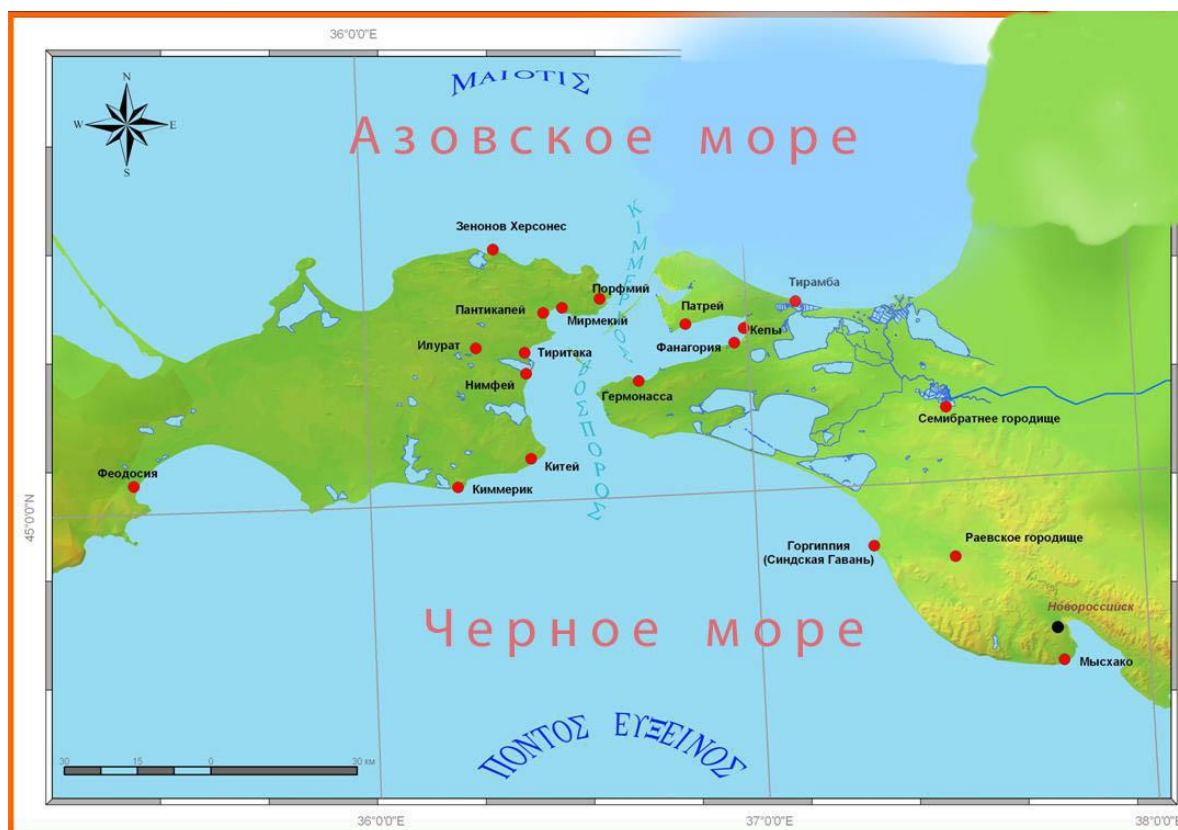 36°0'0"E
ΜΑΙΟΤΙΣ
N
W
E
S
Азовское море
ΚΙΜΜΕΡΙΚΟΣ
Зенонов Херсонес
Порфмий
Тирамба
Пантикапей
Мирмекий
Патрей
Кепы
Илурат
Тиритака
Фанагория
ΒΟΣΠΟΡΟΣ
Нимфей
Гермонасса
Семибратнее городище
Китей
Феодосия
Киммерик
45°0'0"N
Раевское городище
Горгиппия
(Синдская Гавань)
Новороссийск
Черное море
Мысхако
ΠΟΝΤΟΣ ΕΥΞΕΙΝΟΣ
30 15 0 30 км
36°0'0"E
37°0'0"E
38°0'0"E